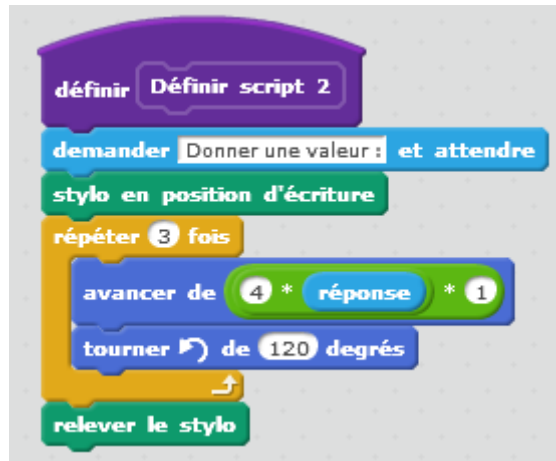 définir Définir script 2
demander Donner une valeur : et attendre
stylo en position d'écriture
répéter 3 fois
avancer de 4 * réponse * 1
tourner de 120 degrés
relever le stylo